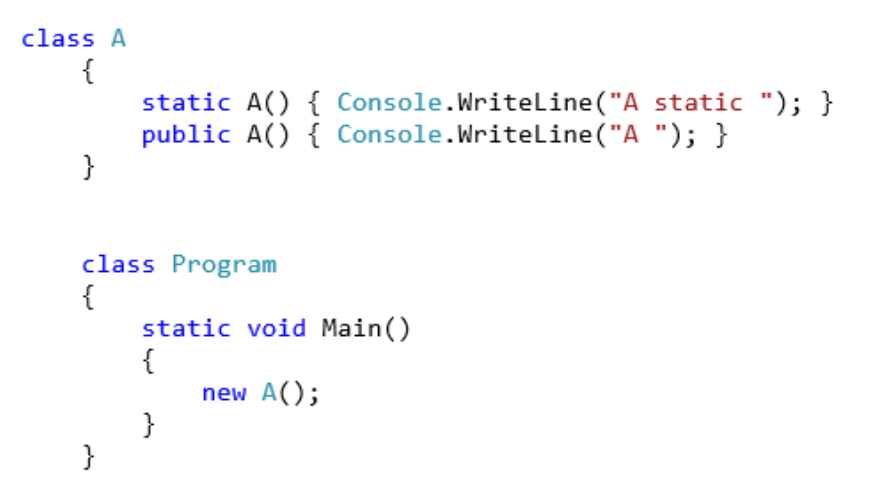 class A
{
static A() { Console.WriteLine("A static "); }
public A() { Console.WriteLine("A "); }
}
class Program
{
static void Main()
{
new A();
}
}